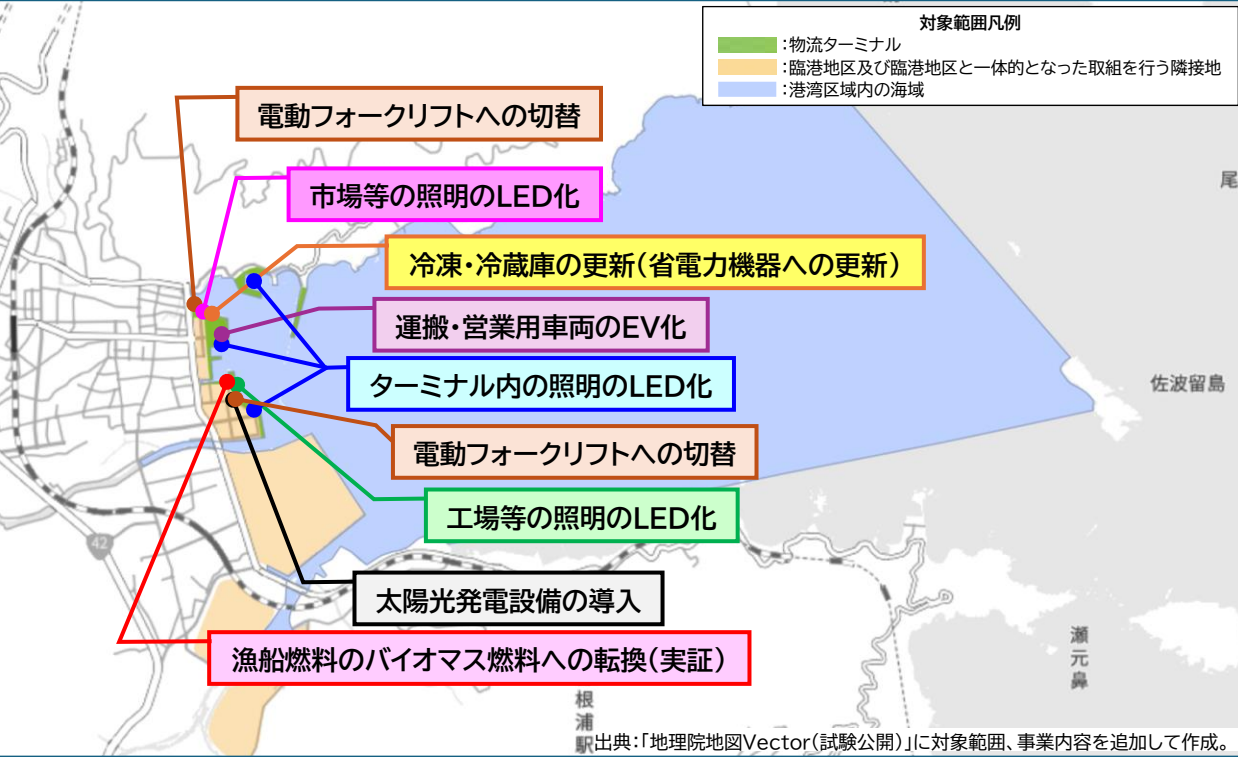 対象範囲凡例
:物流ターミナル
:臨港地区及び臨港地区と一体的となった取組を行う隣接地
:港湾区域内の海域
電動フォークリフトへの切替
市場等の照明のLED化
尾
冷凍・冷蔵庫の更新(省電力機器への更新)
運搬・営業用車両のEV化
ターミナル内の照明のLED化
佐波留島
電動フォークリフトへの切替
工場等の照明のLED化
42
太陽光発電設備の導入
漁船燃料のバイオマス燃料への転換(実証)
瀬元鼻
根浦駅
出典:「地理院地図Vector(試験公開)」に対象範囲、事業内容を追加して作成。